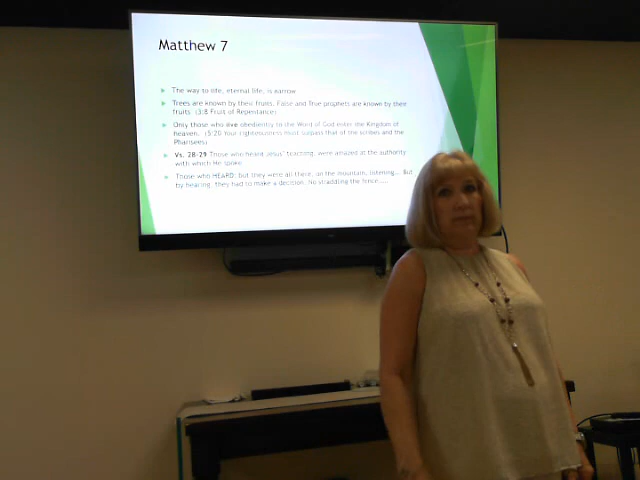 Matthew 7
The way to life, eternal life, is narrow
Trees are known by their fruits. False and True prophets are known by their
fruits (3:8 Fruit of Repentance)
Only those who live obediently to the Word of God enter the Kingdom of
heaven. (5:20 Your righteousness must surpass that of the scribes and the
Pharisees)
Vs. 28-29 Those who heard Jesus' teaching, were amazed at the authority
with which He spoke
Those who HEARD; but they were all there, on the mountain, listening... But
by hearing, they had to make a decision. No straddling the fence.....